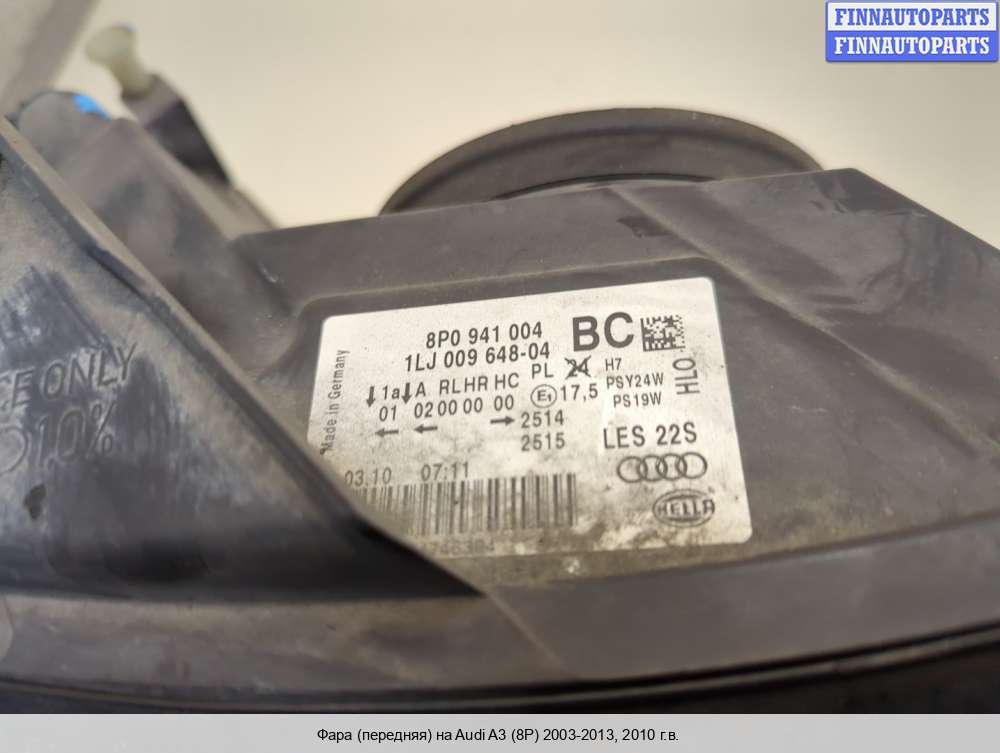 FINNAUTOPARTS
FINNAUTOPARTS
8P0 941 004 BC
1LJ 009 648-04
Made in Germany
1a A RL HR HC PL 24 H7
01 02 00 00 00 E1 17,5 PSY24W
PS19W
HLO
← ← → 2514
2515
LES 22S
03.10 07:11
HELLA
ONLY
10%
Фара (передняя) на Audi A3 (8P) 2003-2013, 2010 г.в.